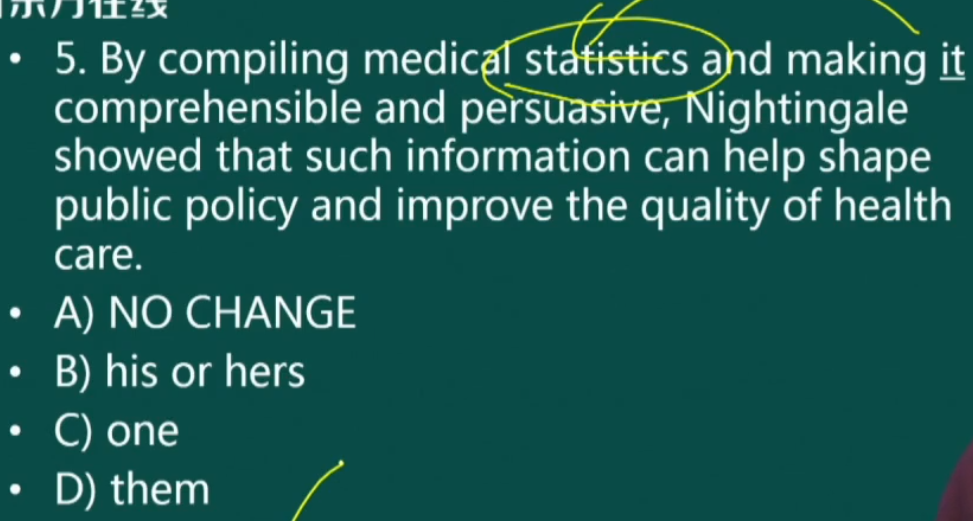 东方在线
• 5. By compiling medical statistics and making it
comprehensible and persuasive, Nightingale
showed that such information can help shape
public policy and improve the quality of health
care.
• A) NO CHANGE
• B) his or hers
• C) one
• D) them